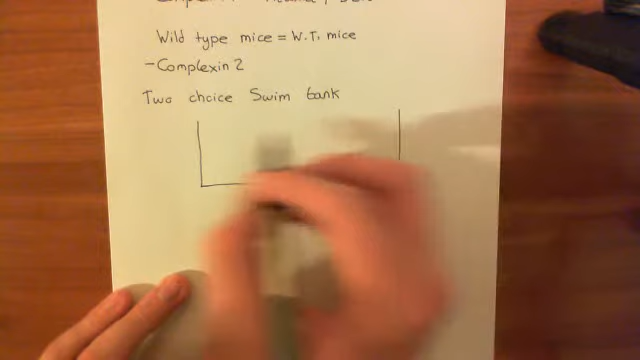 Wild type mice = W.T. mice
- Complexin 2
Two choice Swim tank